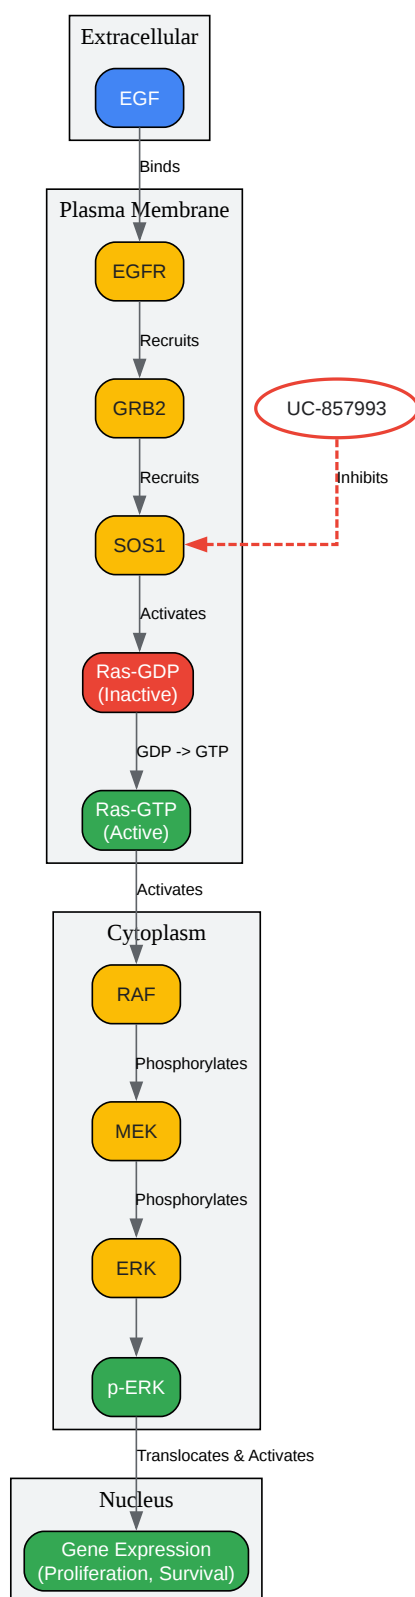 Extracellular
EGF
Binds
Plasma Membrane
EGFR
Recruits
GRB2
UC-857993
Recruits
Inhibits
SOS1
Activates
Ras-GDP
(Inactive)
GDP -> GTP
Ras-GTP
(Active)
Activates
Cytoplasm
RAF
Phosphorylates
MEK
Phosphorylates
ERK
p-ERK
Translocates & Activates
Nucleus
Gene Expression
(Proliferation, Survival)